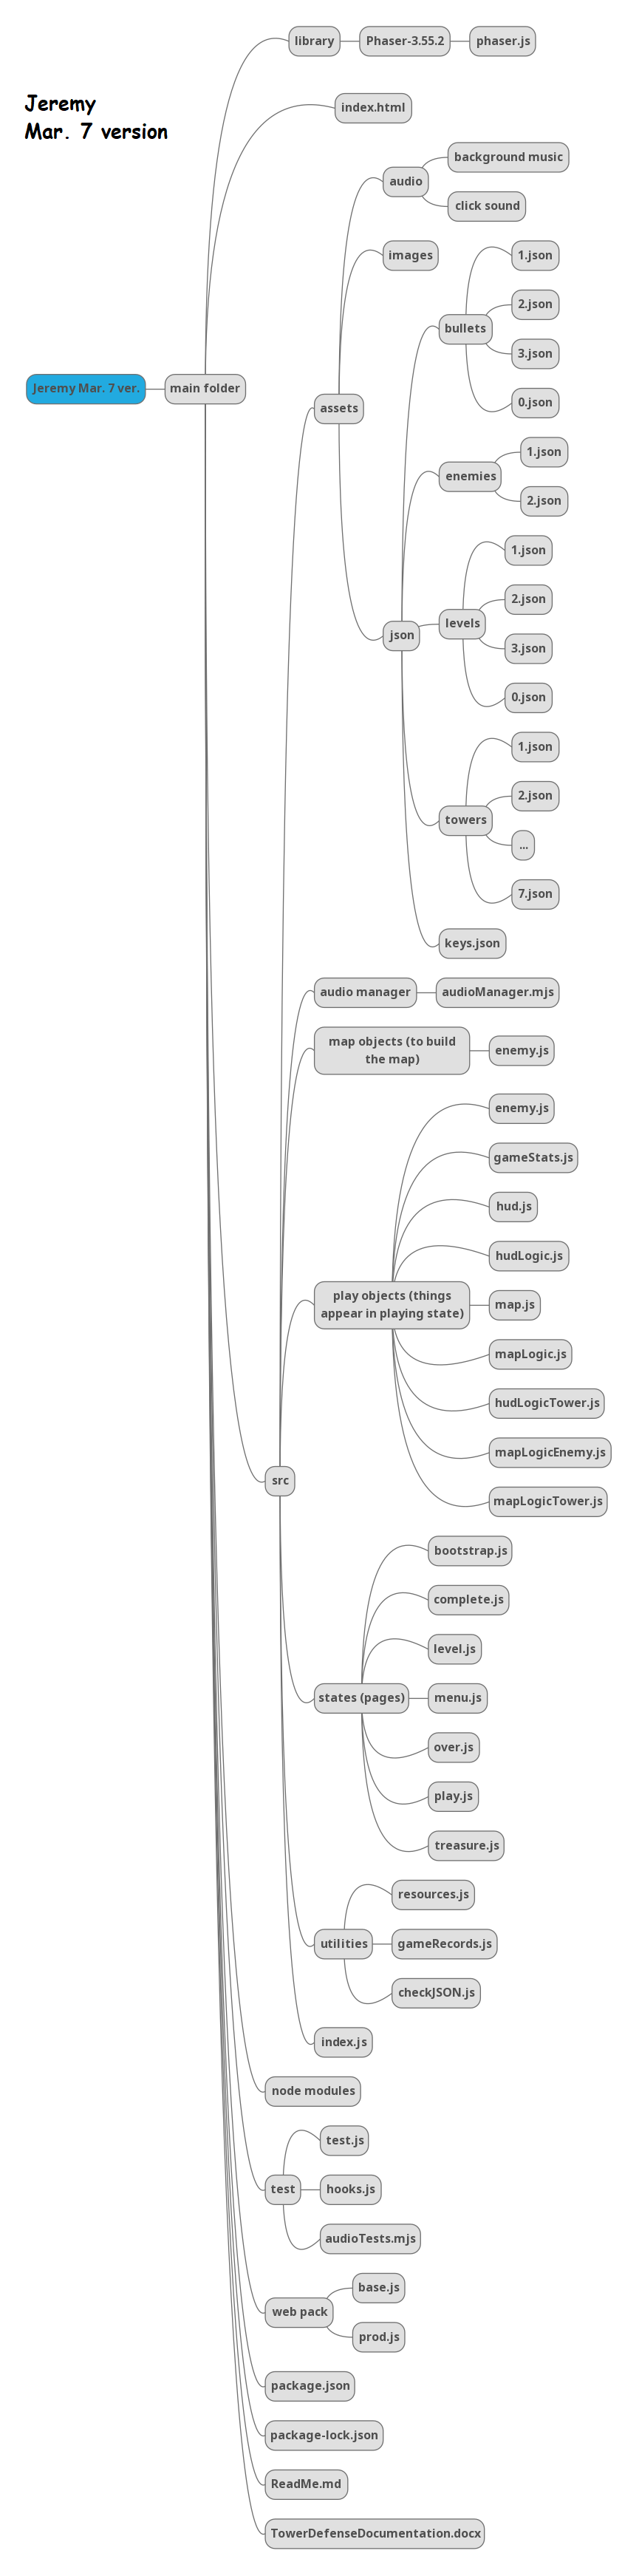 library
Phaser-3.55.2
phaser.js
Jeremy
Mar. 7 version
index.html
background music
audio
click sound
images
1.json
2.json
bullets
3.json
Jeremy Mar. 7 ver.
main folder
0.json
assets
1.json
enemies
2.json
1.json
2.json
levels
json
3.json
0.json
1.json
2.json
towers
...
7.json
keys.json
audio manager
audioManager.mjs
map objects (to build
the map)
enemy.js
enemy.js
gameStats.js
hud.js
hudLogic.js
play objects (things
appear in playing state)
map.js
mapLogic.js
hudLogicTower.js
mapLogicEnemy.js
src
mapLogicTower.js
bootstrap.js
complete.js
level.js
states (pages)
menu.js
over.js
play.js
treasure.js
resources.js
utilities
gameRecords.js
checkJSON.js
index.js
node modules
test.js
test
hooks.js
audioTests.mjs
base.js
web pack
prod.js
package.json
package-lock.json
ReadMe.md
TowerDefenseDocumentation.docx